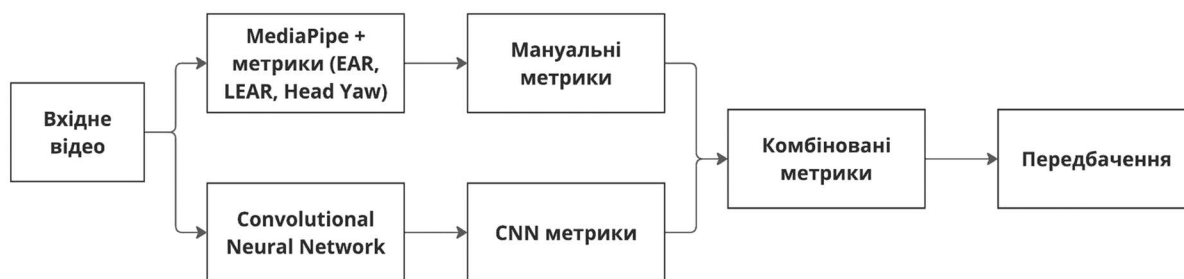 Вхідне
відео
MediaPipe +
метрики (EAR,
LEAR, Head Yaw)
Мануальні
метрики
Convolutional
Neural Network
CNN метрики
Комбіновані
метрики
Передбачення